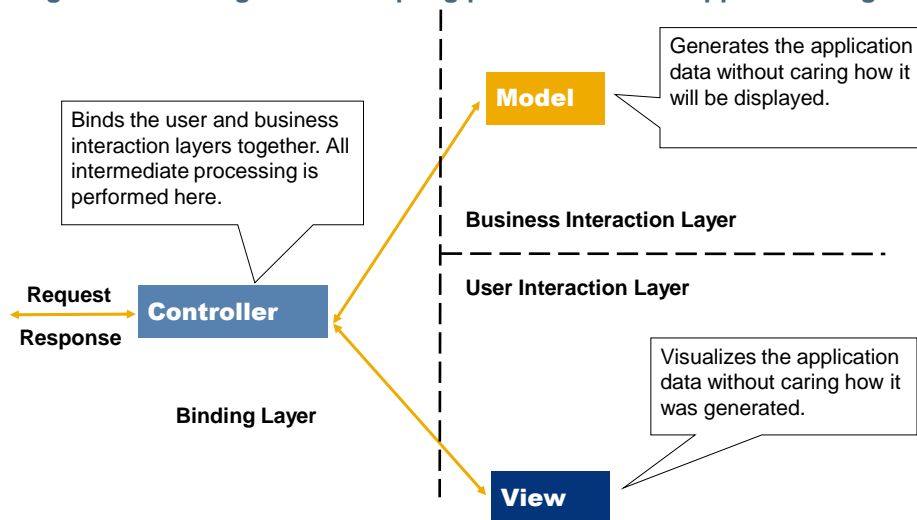 Generates the application
data without caring how it
will be displayed.
Model
Binds the user and business
interaction layers together. All
intermediate processing is
performed here.
Business Interaction Layer
User Interaction Layer
Request
Controller
Response
Visualizes the application
data without caring how it
was generated.
Binding Layer
View